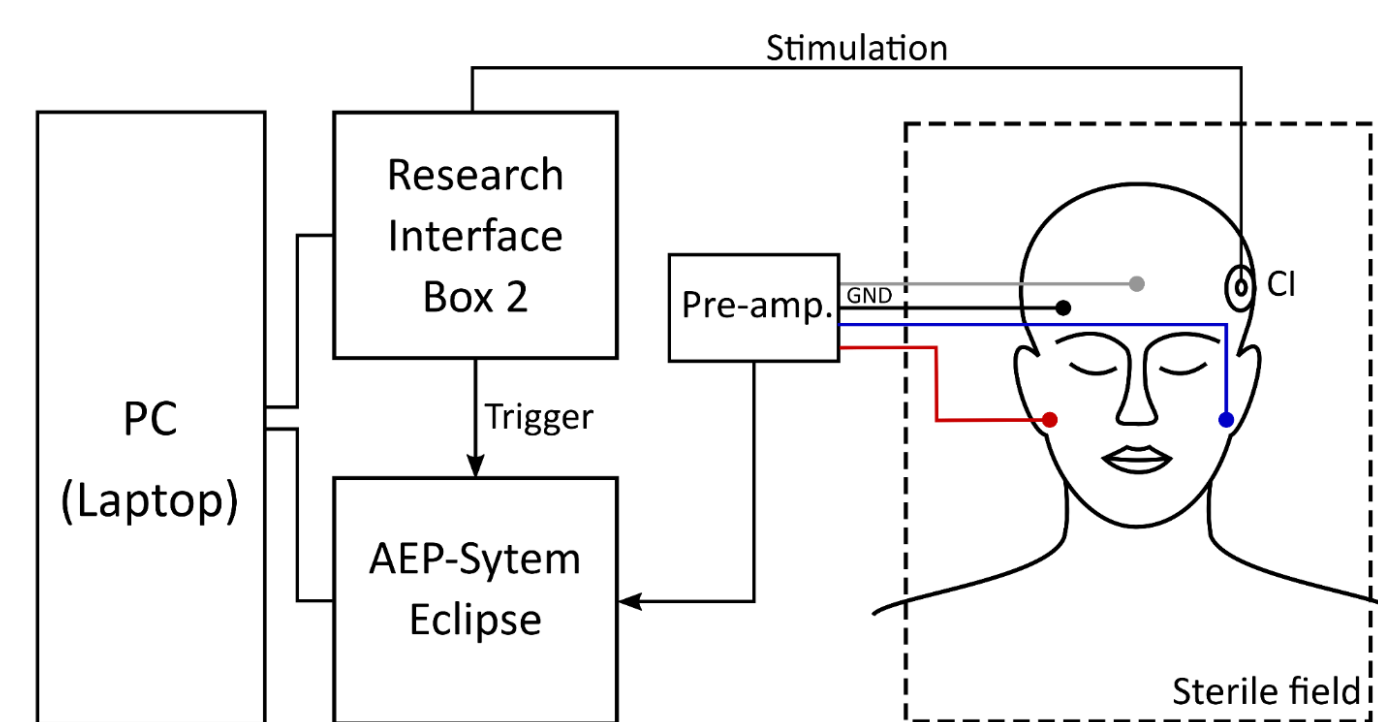 Stimulation
Research
Interface
Box 2
PC
(Laptop)
Trigger
AEP-Sytem
Eclipse
Pre-amp.
GND
CI
Sterile field